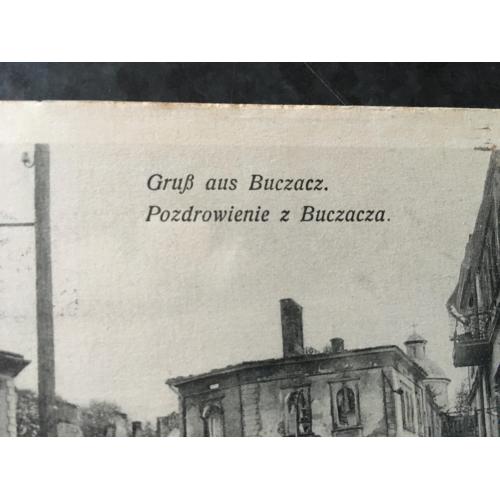 Gruß aus Buczacz.
Pozdrowienie z Buczacza.